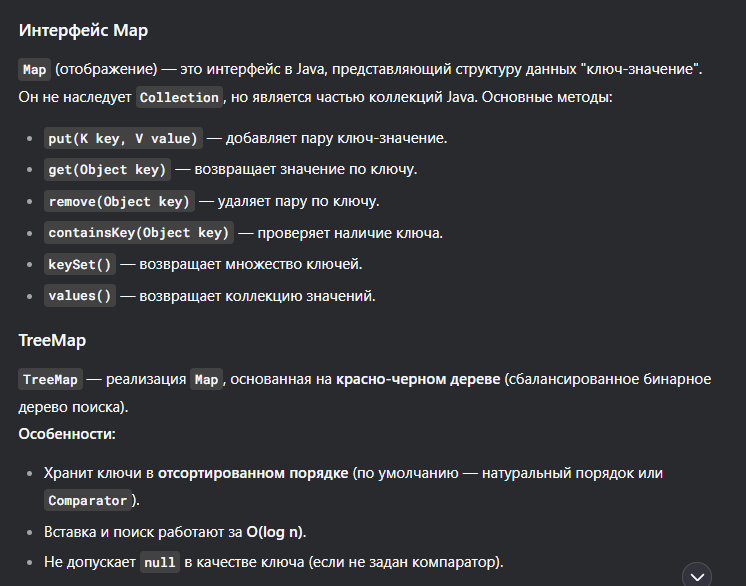 Интерфейс Map
Map (отображение) — это интерфейс в Java, представляющий структуру данных "ключ-значение".
Он не наследует Collection, но является частью коллекций Java. Основные методы:
• put(K key, V value) — добавляет пару ключ-значение.
• get(Object key) — возвращает значение по ключу.
• remove(Object key) — удаляет пару по ключу.
• containsKey(Object key) — проверяет наличие ключа.
• keySet() — возвращает множество ключей.
• values() — возвращает коллекцию значений.
TreeMap
TreeMap — реализация Map, основанная на красно-черном дереве (сбалансированное бинарное
дерево поиска).
Особенности:
• Хранит ключи в отсортированном порядке (по умолчанию — натуральный порядок или
Comparator).
• Вставка и поиск работают за O(log n).
• Не допускает null в качестве ключа (если не задан компаратор).